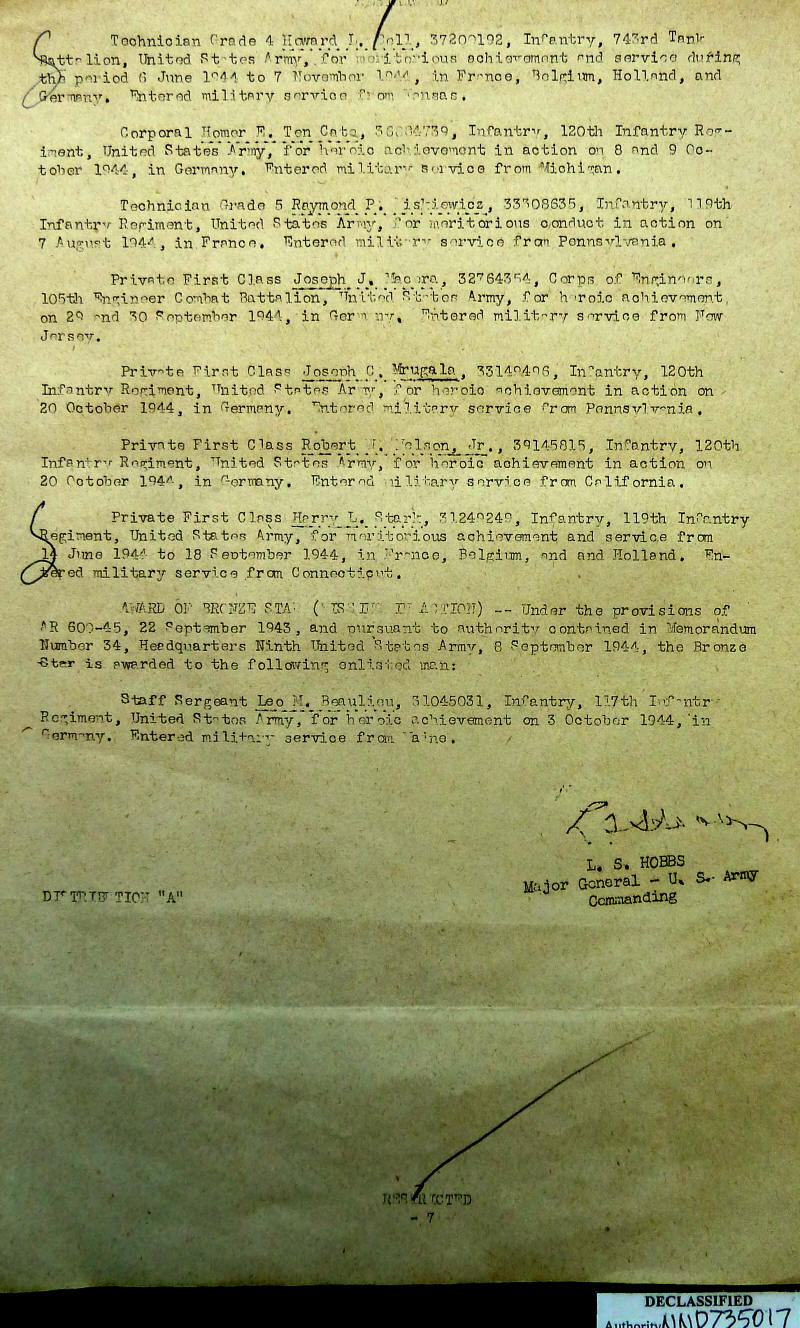 Technician Grade 4 Howard L. , Infantry, 743rd Tank
Battalion, United States Army, for meritorious achievement and service during
the period 6 June 1944 to 7 November 1944, in France, Belgium, Holland, and
Germany. Entered military service from Kansas.
Corporal Homer E. Ten Cate, Infantry, 120th Infantry Reg-
iment, United States Army, for heroic achievement in action on 8 and 9 Oc-
tober 1944, in Germany. Entered military service from Michigan.
Technician Grade 5 Raymond P. 33308635, Infantry, 119th
Infantry Regiment, United States Army, for meritorious conduct in action on
7 August 1944, in France. Entered military service from Pennsylvania.
Private First Class Joseph J. 32764354, Corps of Engineers,
105th Engineer Combat Battalion, United States Army, for heroic achievement,
on 29 and 30 September 1944, in Germany. Entered military service from New
Jersey.
Private First Class Joseph C. Mrugala, Infantry, 120th
Infantry Regiment, United States Army, for heroic achievement in action on
20 October 1944, in Germany. Entered military service from Pennsylvania.
Private First Class Robert Nelson, Jr., 39145815, Infantry, 120th
Infantry Regiment, United States Army, for heroic achievement in action on
20 October 1944, in Germany. Entered military service from California.
Private First Class Harry L. Stark, 31249249, Infantry, 119th Infantry
Regiment, United States Army, for meritorious achievement and service from
14 June 1944 to 18 September 1944, in France, Belgium, and and Holland. En-
tered military service from Connecticut.
AWARD OF BRONZE STAR (ENLISTED IN ACTION) -- Under the provisions of
AR 600-45, 22 September 1943, and pursuant to authority contained in Memorandum
Number 34, Headquarters Ninth United States Army, 8 September 1944, the Bronze
Star is awarded to the following enlisted man:
Staff Sergeant Leo M. Beaulieu, 31045031, Infantry, 117th Infantry
Regiment, United States Army, for heroic achievement on 3 October 1944, in
Germany. Entered military service from Maine.
L. S. HOBBS
Major General - U. S. Army
Commanding
DISTRIBUTION "A"
RESTRICTED
- 7
DECLASSIFIED
Authority NND735017